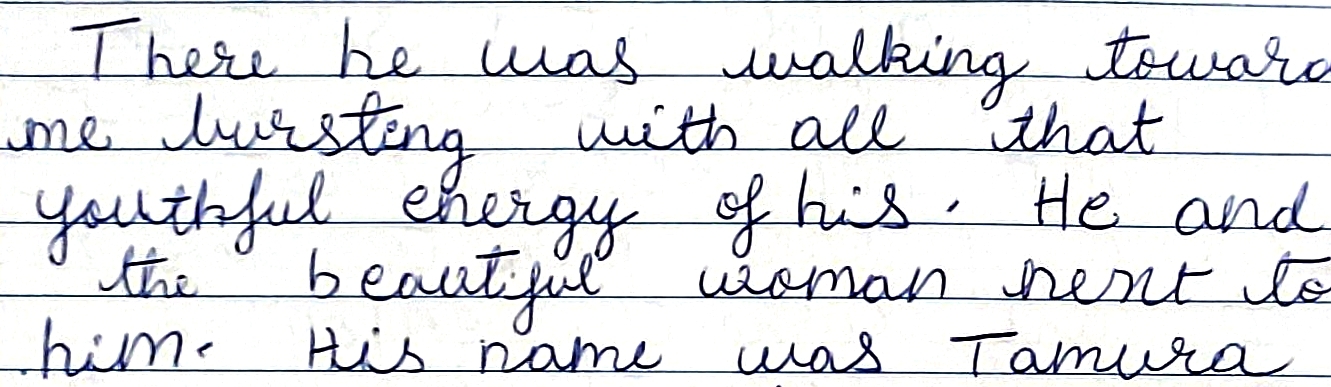 There he was walking toward
me bursting with all that
youthful energy of his. He and
the beautiful woman next to
him. His name was Tamura